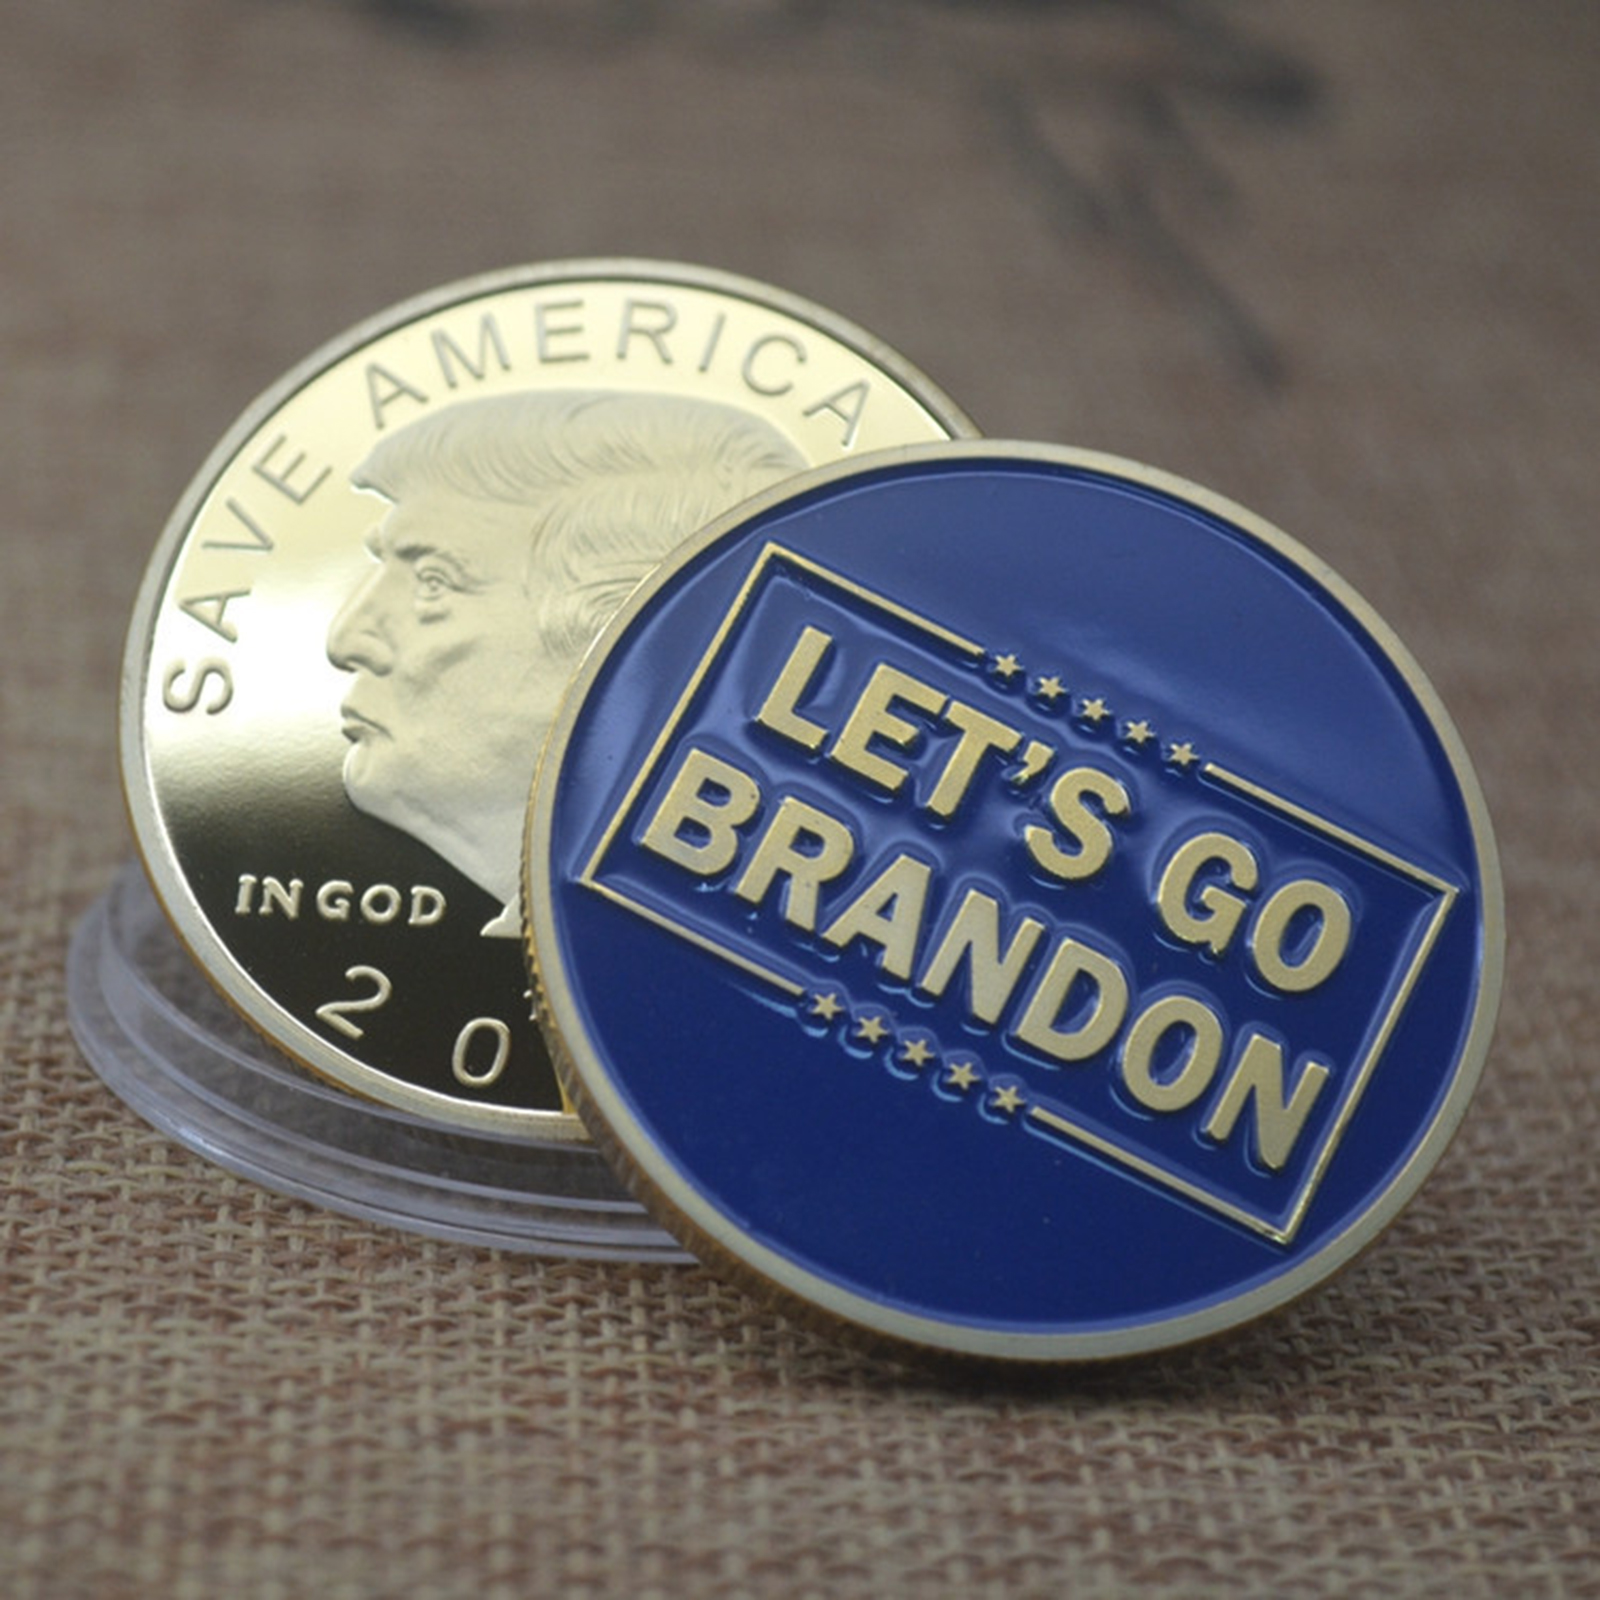 SAVE AMERICA
IN GOD
20
LET'S GO
BRANDON